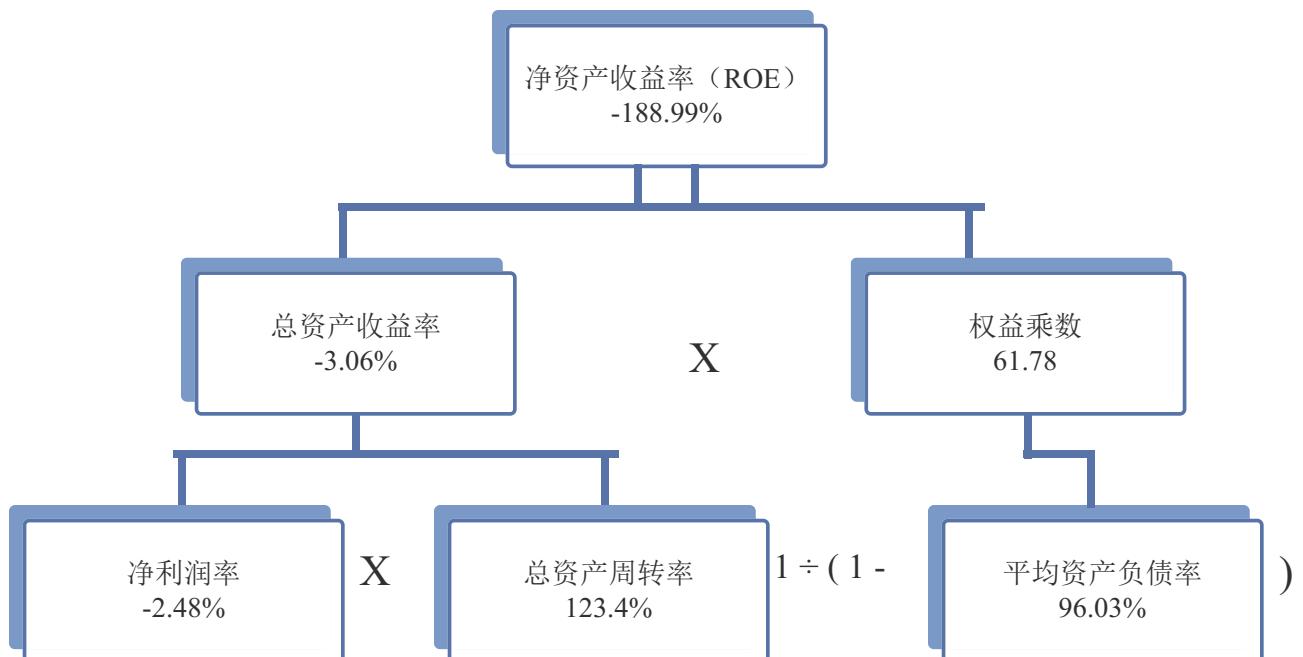 净资产收益率（ROE）
-188.99%
总资产收益率
-3.06%
X
权益乘数
61.78
净利润率
-2.48%
X
总资产周转率
123.4%
1 ÷ ( 1 -
平均资产负债率
96.03%
)